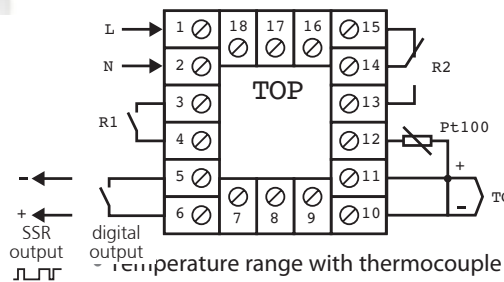 L
N
1
2
3
4
5
6
18
17
16
7
8
9
15
14
13
12
11
10
TOP
R1
R2
Pt100
+
-
-
+
SSR
output
digital
output
Temperature range with thermocouple